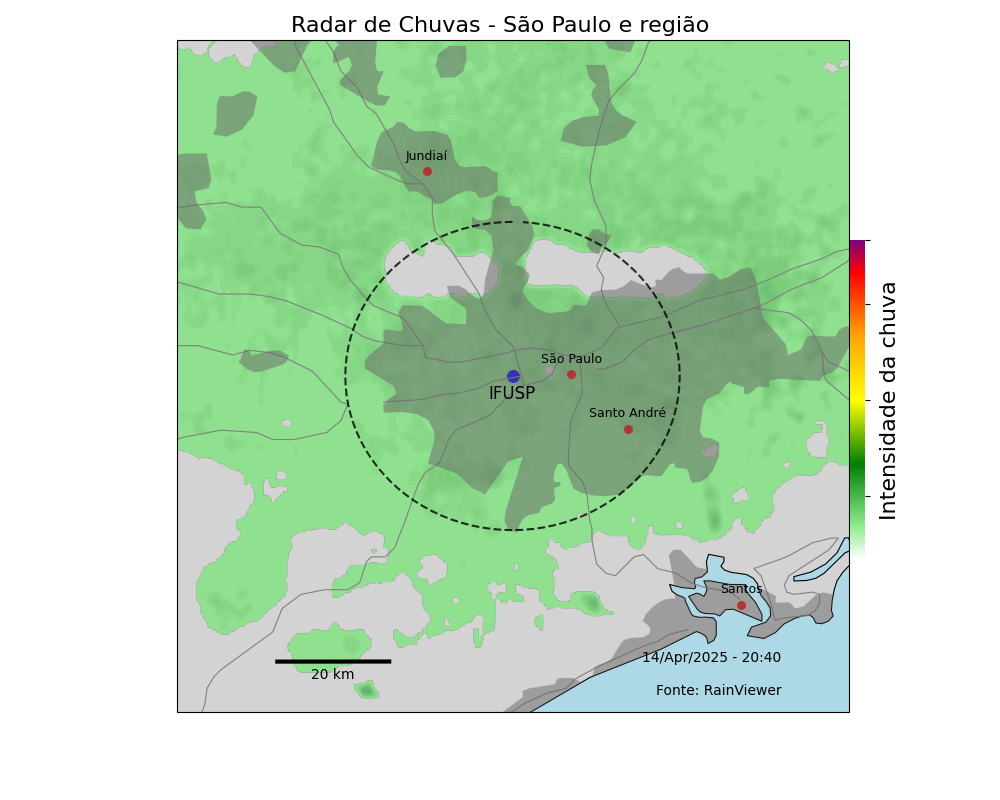 Radar de Chuvas - São Paulo e região
Jundiaí
São Paulo
IFUSP
Santo André
Intensidade da chuva
Santos
14/Apr/2025 - 20:40
20 km
Fonte: RainViewer